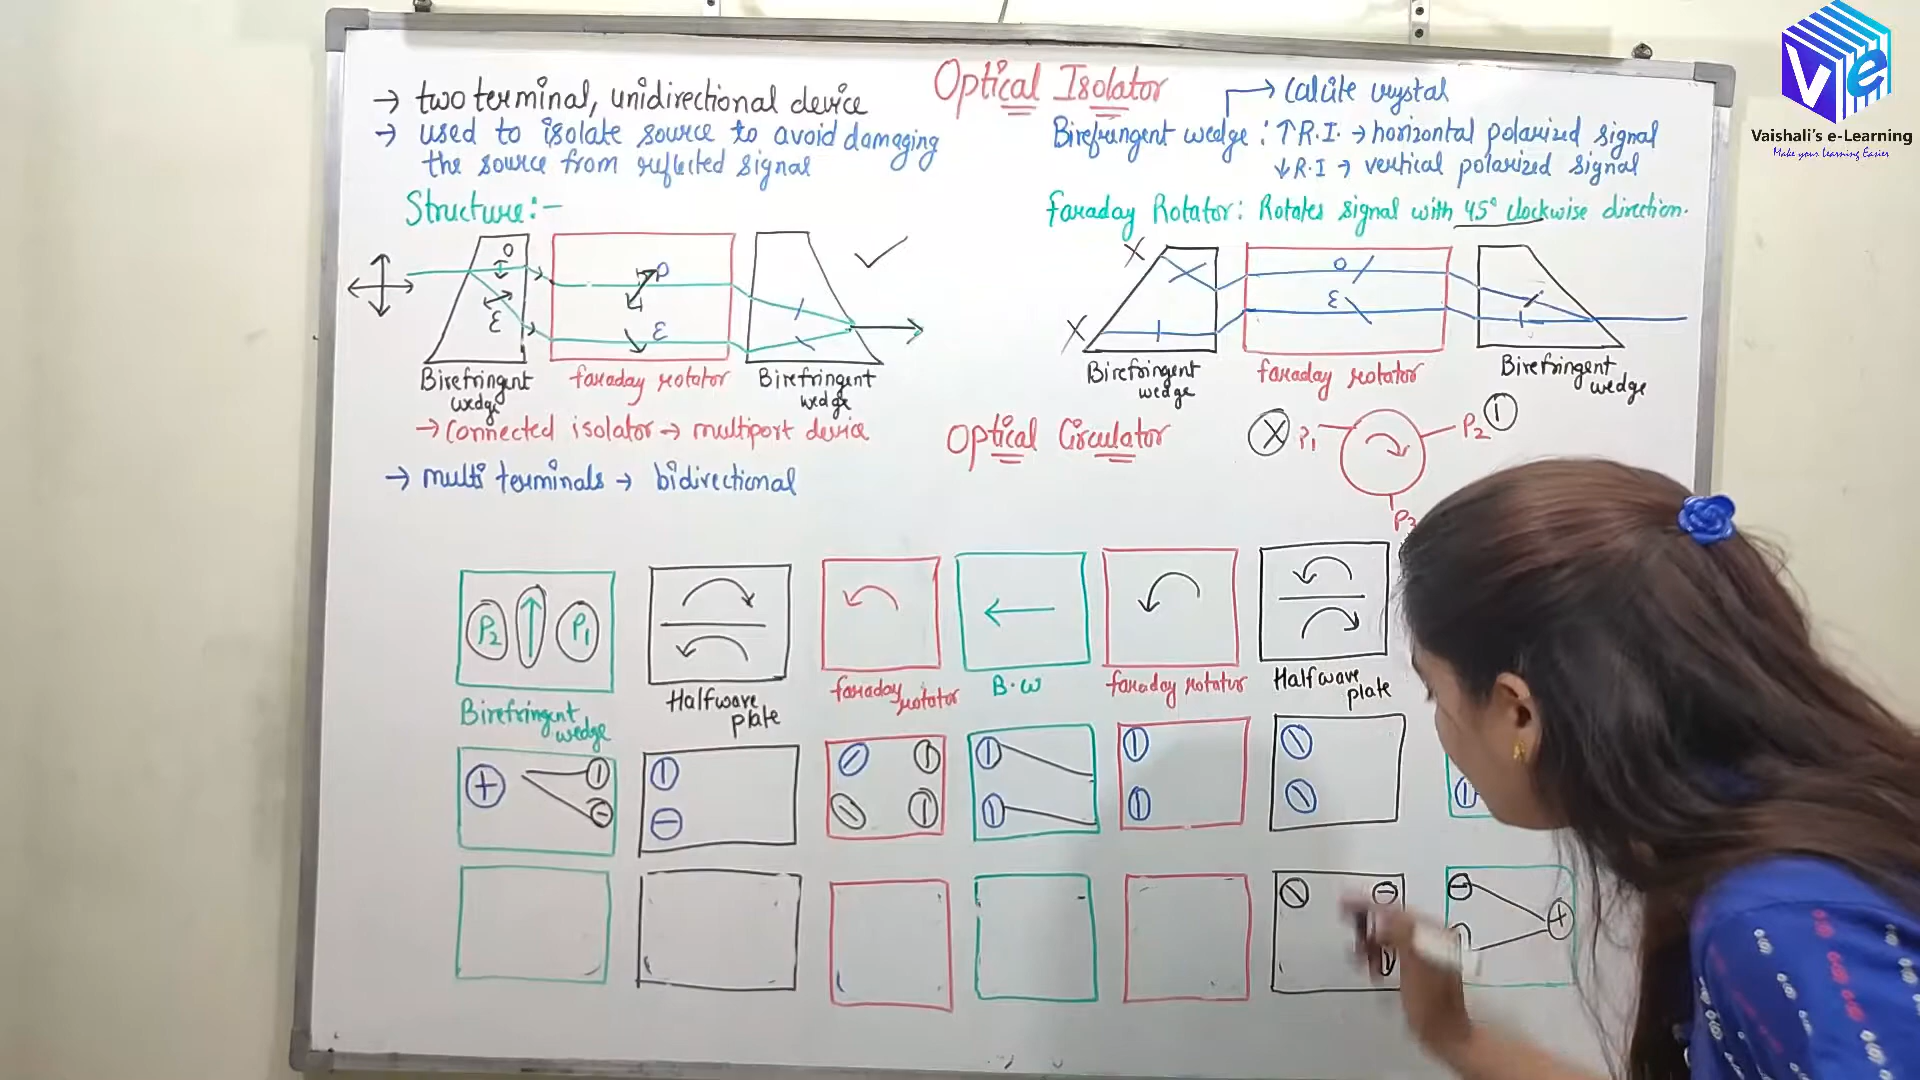 Optical Isolator
→ two terminal, unidirectional device
→ used to isolate source to avoid damaging
the source from reflected signal
Structure:-
O
ε
P
ε
Birefringent
wedge
faraday rotator
Birefringent
wedge
→ Calcite crystal
Birefringent wedge : ↑ R.I. → horizontal polarized signal
↓ R.I → vertical polarized signal
faraday Rotator: Rotates signal with 45° clockwise direction.
X
X
O
ε
Birefringent
wedge
faraday rotator
Birefringent
wedge
→ Connected isolator → multiport device
Optical Circulator
→ multi terminals → bidirectional
X P1
P2 1
P3
P2 ↑ P1
Birefringent
wedge
Halfwave
plate
faraday
rotator
B.W
faraday rotator
Halfwave
plate
Ve
Vaishali's e-Learning
Make your Learning Easier